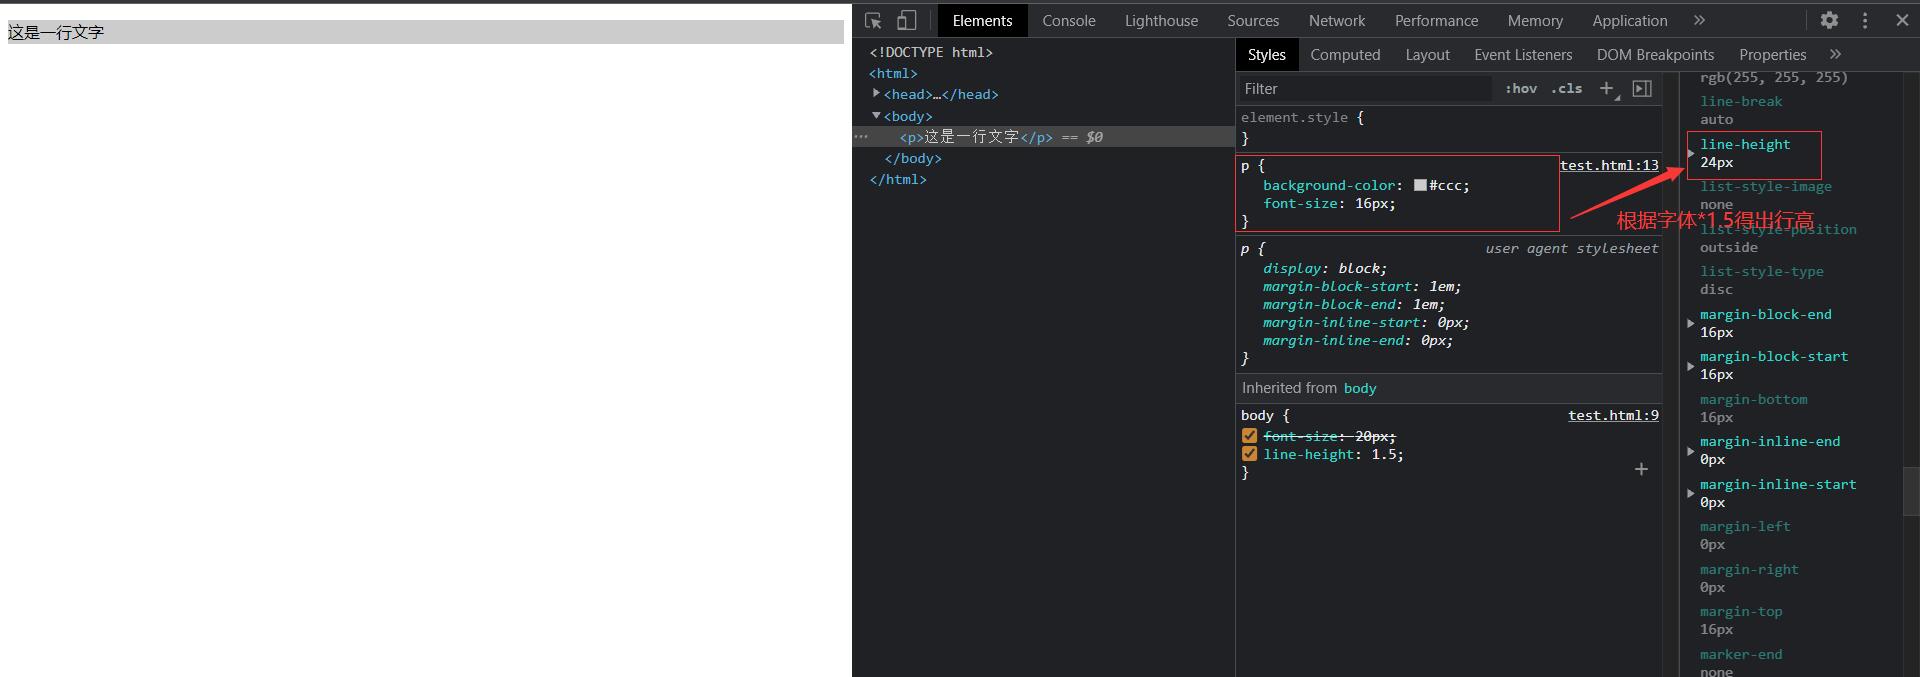 这是一行文字
Elements Console Lighthouse Sources Network Performance Memory Application »
<!DOCTYPE html>
<html>
<head>…</head>
<body>
… <p>这是一行文字</p> == $0
</body>
</html>
Styles Computed Layout Event Listeners DOM Breakpoints Properties »
Filter :hov .cls +
element.style {
}
p { test.html:13
background-color: #ccc;
font-size: 16px;
}
p { user agent stylesheet
display: block;
margin-block-start: 1em;
margin-block-end: 1em;
margin-inline-start: 0px;
margin-inline-end: 0px;
}
Inherited from body
body { test.html:9
font-size: 20px;
line-height: 1.5;
}
+
rgb(255, 255, 255)
line-break
auto
line-height
24px
list-style-image
none
根据字体*1.5得出行高
list-style-position
outside
list-style-type
disc
margin-block-end
16px
margin-block-start
16px
margin-bottom
16px
margin-inline-end
0px
margin-inline-start
0px
margin-left
0px
margin-right
0px
margin-top
16px
marker-end
none